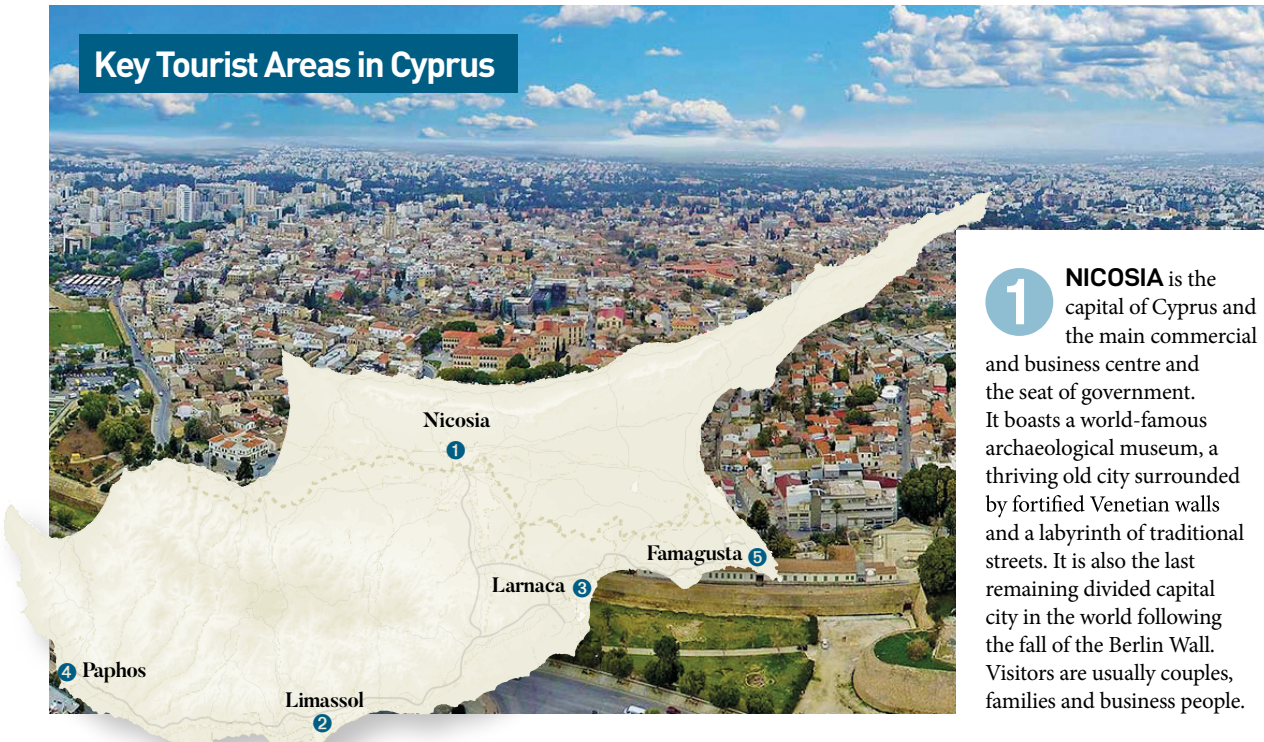 Key Tourist Areas in Cyprus
Nicosia
1
Famagusta 5
Larnaca 3
4 Paphos
Limassol
2
1
NICOSIA is the
capital of Cyprus and
the main commercial
and business centre and
the seat of government.
It boasts a world-famous
archaeological museum, a
thriving old city surrounded
by fortified Venetian walls
and a labyrinth of traditional
streets. It is also the last
remaining divided capital
city in the world following
the fall of the Berlin Wall.
Visitors are usually couples,
families and business people.